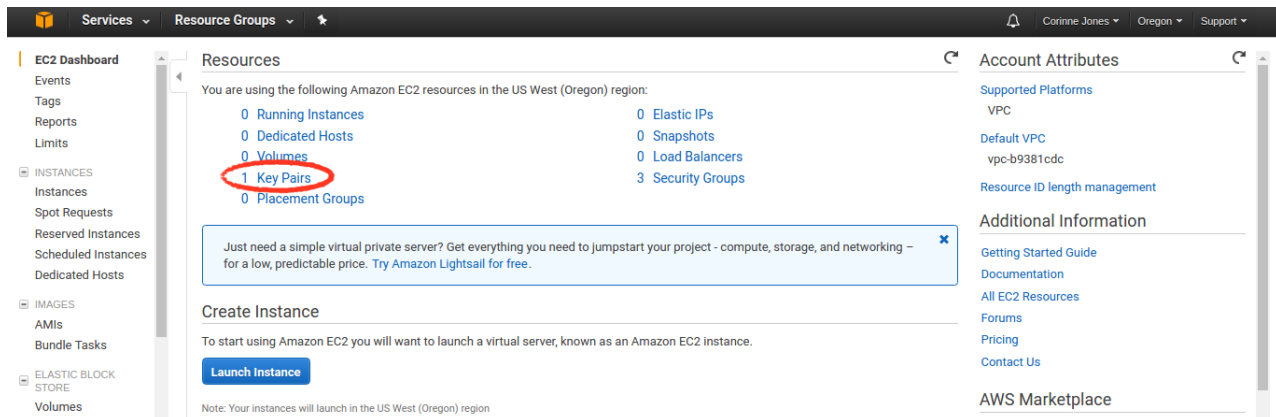 Services Resource Groups Corinne Jones Oregon Support
EC2 Dashboard
Events
Tags
Reports
Limits
INSTANCES
Instances
Spot Requests
Reserved Instances
Scheduled Instances
Dedicated Hosts
IMAGES
AMIs
Bundle Tasks
ELASTIC BLOCK
STORE
Volumes
Resources
You are using the following Amazon EC2 resources in the US West (Oregon) region:
0 Running Instances
0 Dedicated Hosts
0 Volumes
1 Key Pairs
0 Placement Groups
0 Elastic IPs
0 Snapshots
0 Load Balancers
3 Security Groups
Just need a simple virtual private server? Get everything you need to jumpstart your project - compute, storage, and networking –
for a low, predictable price. Try Amazon Lightsail for free.
Create Instance
To start using Amazon EC2 you will want to launch a virtual server, known as an Amazon EC2 instance.
Launch Instance
Note: Your instances will launch in the US West (Oregon) region
Account Attributes
Supported Platforms
VPC
Default VPC
vpc-b9381cdc
Resource ID length management
Additional Information
Getting Started Guide
Documentation
All EC2 Resources
Forums
Pricing
Contact Us
AWS Marketplace